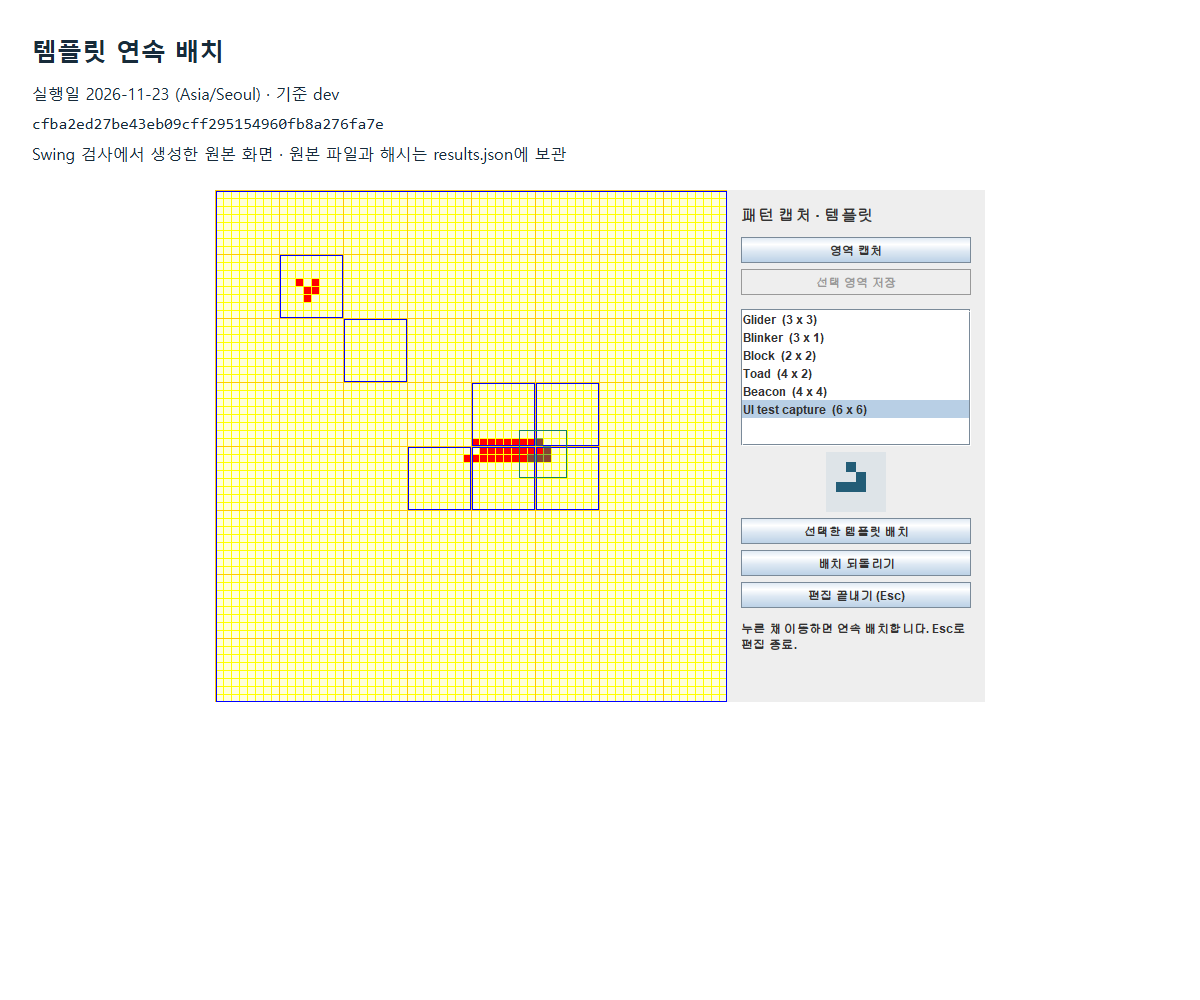 템플릿 연속 배치
실행일 2026-11-23 (Asia/Seoul) · 기준 dev
cfba2ed27be43eb09cff295154960fb8a276fa7e
Swing 검사에서 생성한 원본 화면 · 원본 파일과 해시는 results.json에 보관
패턴 캡처 · 템플릿
영역 캡처
선택 영역 저장
Glider (3 x 3)
Blinker (3 x 1)
Block (2 x 2)
Toad (4 x 2)
Beacon (4 x 4)
UI test capture (6 x 6)
선택한 템플릿 배치
배치 되돌리기
편집 끝내기 (Esc)
누른 채 이동하면 연속 배치합니다. Esc로
편집 종료.